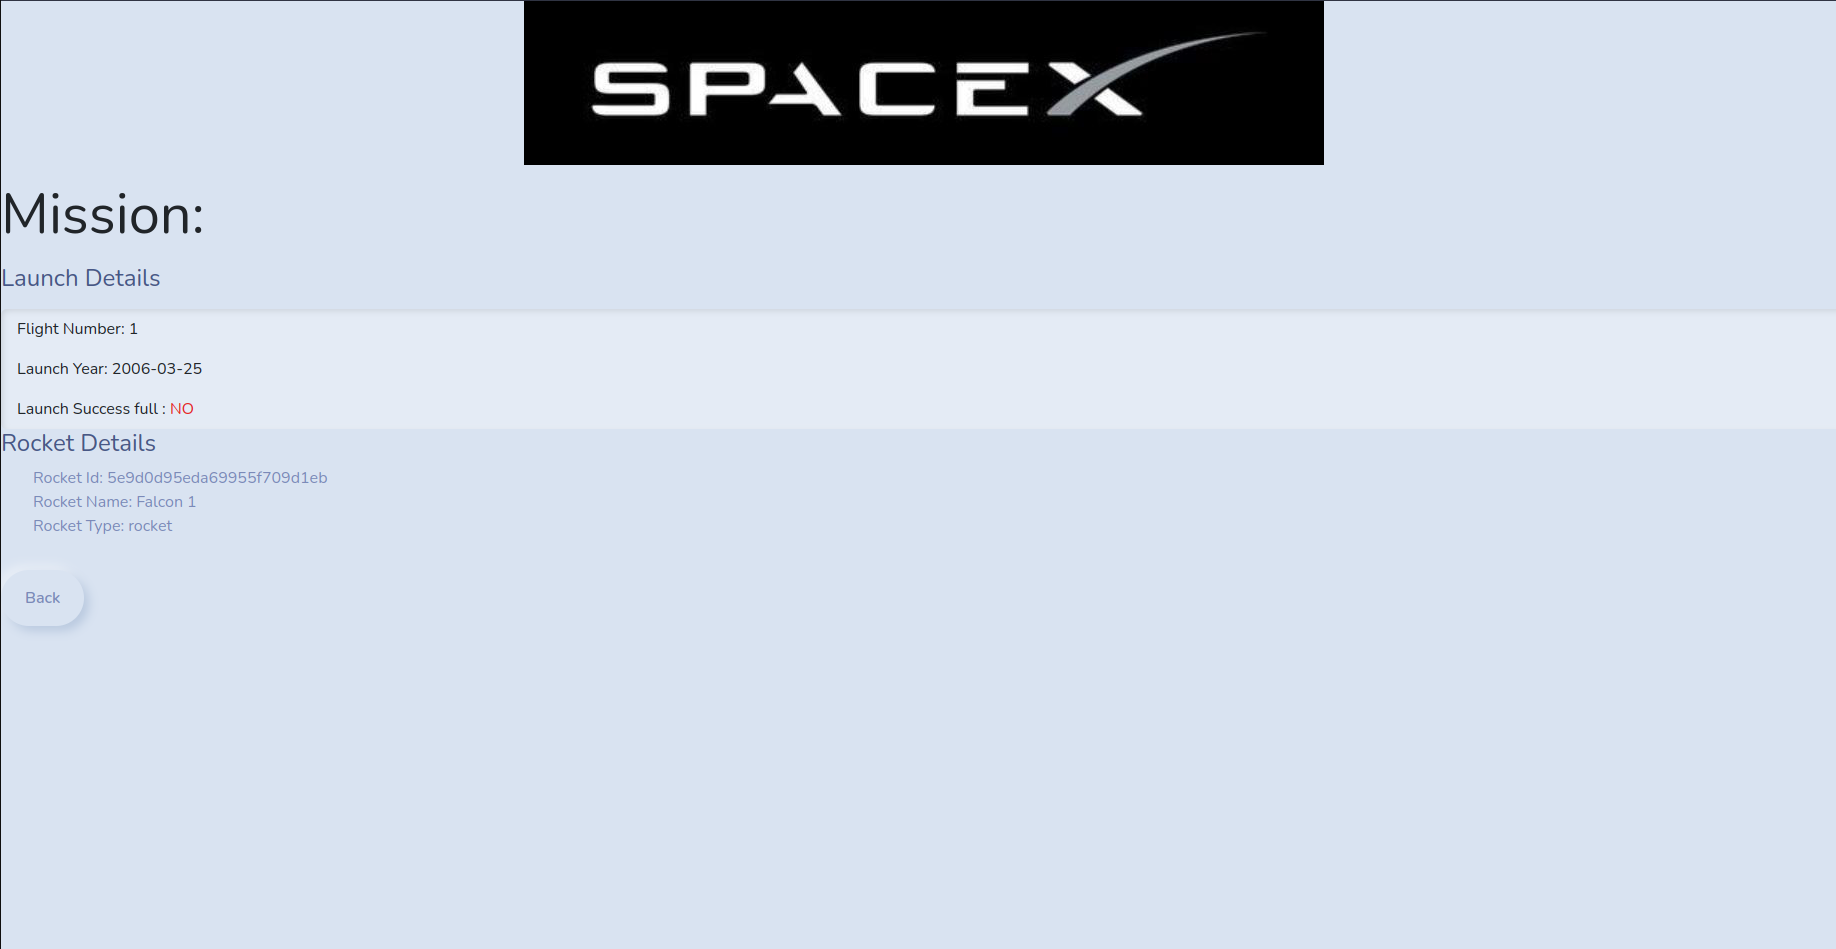 SPACEX
Mission:
Launch Details
Flight Number: 1
Launch Year: 2006-03-25
Launch Success full : NO
Rocket Details
Rocket Id: 5e9d0d95eda69955f709d1eb
Rocket Name: Falcon 1
Rocket Type: rocket
Back